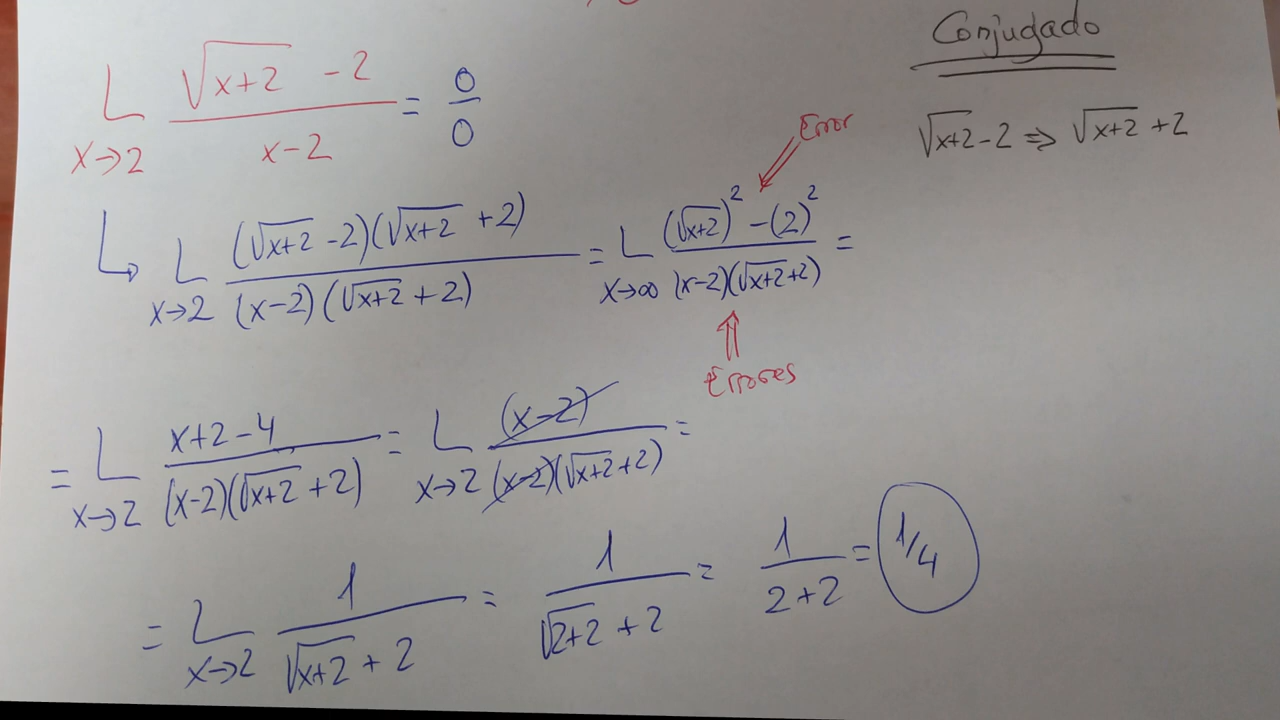 Conjugado
L x→2 (√(x+2) -2)/(x-2) = 0/0
√(x+2) -2 ⇒ √(x+2) +2
Error
↳ L x→2 ((√(x+2) -2)(√(x+2) +2))/((x-2)(√(x+2) +2)) = L x→∞ ((√(x+2))² -(2)²)/((x-2)(√(x+2) +2)) =
Errores
= L x→2 (x+2-4)/((x-2)(√(x+2) +2)) = L x→2 (x-2)/((x-2)(√(x+2) +2)) =
= L x→2 1/(√(x+2) +2) = 1/(√(2+2) +2) = 1/(2+2) = 1/4